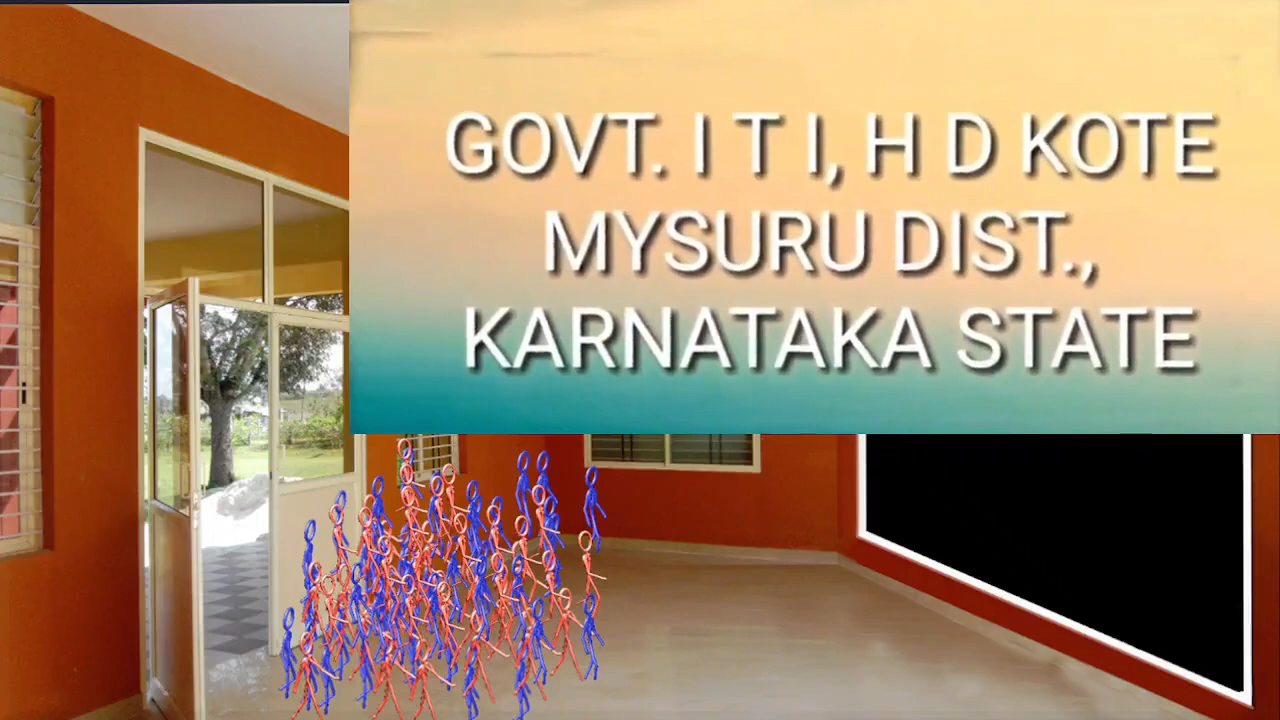 GOVT. I T I, H D KOTE
MYSURU DIST.,
KARNATAKA STATE